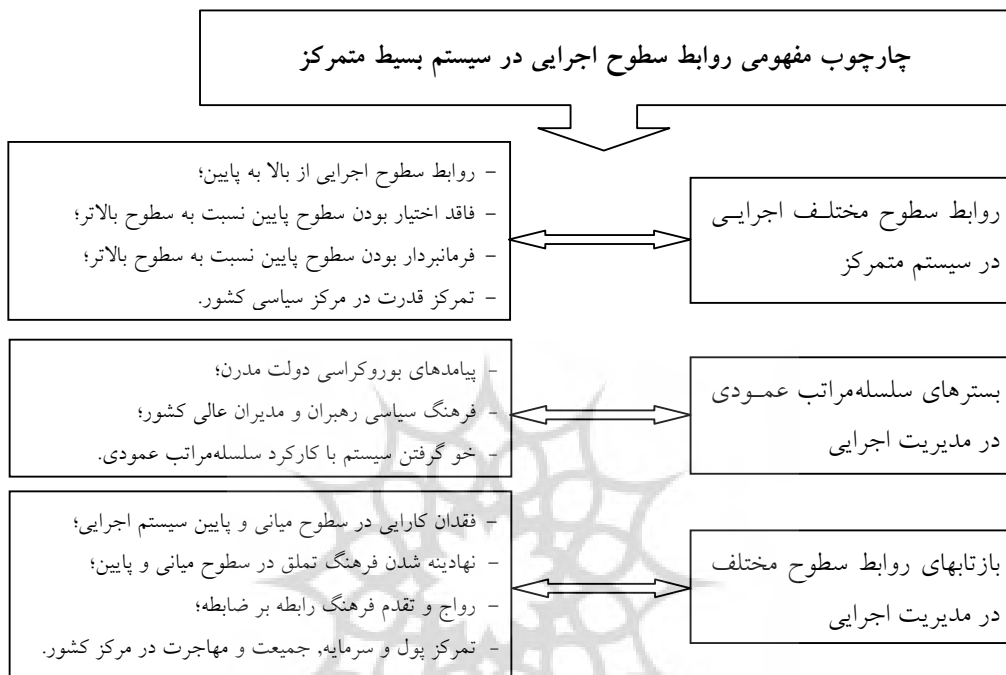 چارچوب مفهومی روابط سطوح اجرایی در سیستم بسیط متمرکز
روابط سطوح مختلف اجرایی
در سیستم متمرکز
- روابط سطوح اجرایی از بالا به پایین؛
- فاقد اختیار بودن سطوح پایین نسبت به سطوح بالاتر؛
- فرمانبردار بودن سطوح پایین نسبت به سطوح بالاتر؛
- تمرکز قدرت در مرکز سیاسی کشور.
بسترهای سلسله‌مراتب عمودی
در مدیریت اجرایی
- پیامدهای بوروکراسی دولت مدرن؛
- فرهنگ سیاسی رهبران و مدیران عالی کشور؛
- خو گرفتن سیستم با کارکرد سلسله‌مراتب عمودی.
بازتابهای روابط سطوح مختلف
در مدیریت اجرایی
- فقدان کارایی در سطوح میانی و پایین سیستم اجرایی؛
- نهادینه شدن فرهنگ تملق در سطوح میانی و پایین؛
- رواج و تقدم فرهنگ رابطه بر ضابطه؛
- تمرکز پول و سرمایه, جمیعت و مهاجرت در مرکز کشور.